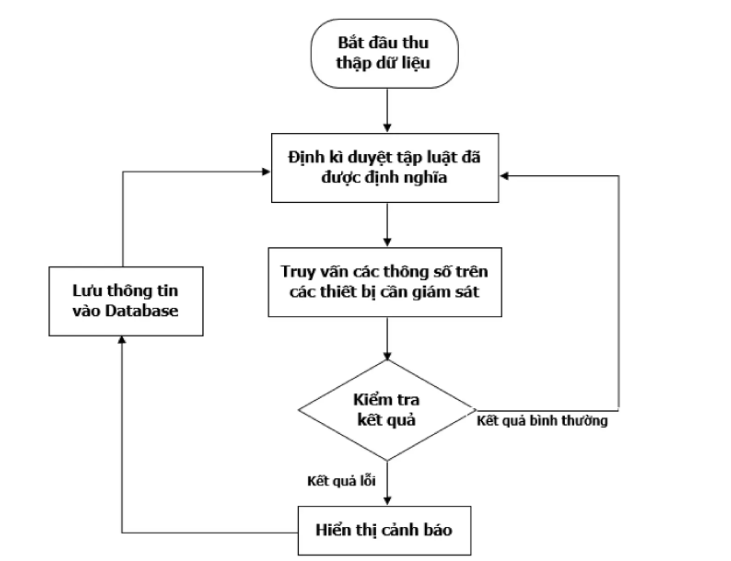 Bắt đầu thu
thập dữ liệu
Định kì duyệt tập luật đã
được định nghĩa
Truy vấn các thông số trên
các thiết bị cần giám sát
Lưu thông tin
vào Database
Kiểm tra
kết quả
Kết quả bình thường
Kết quả lỗi
Hiển thị cảnh báo